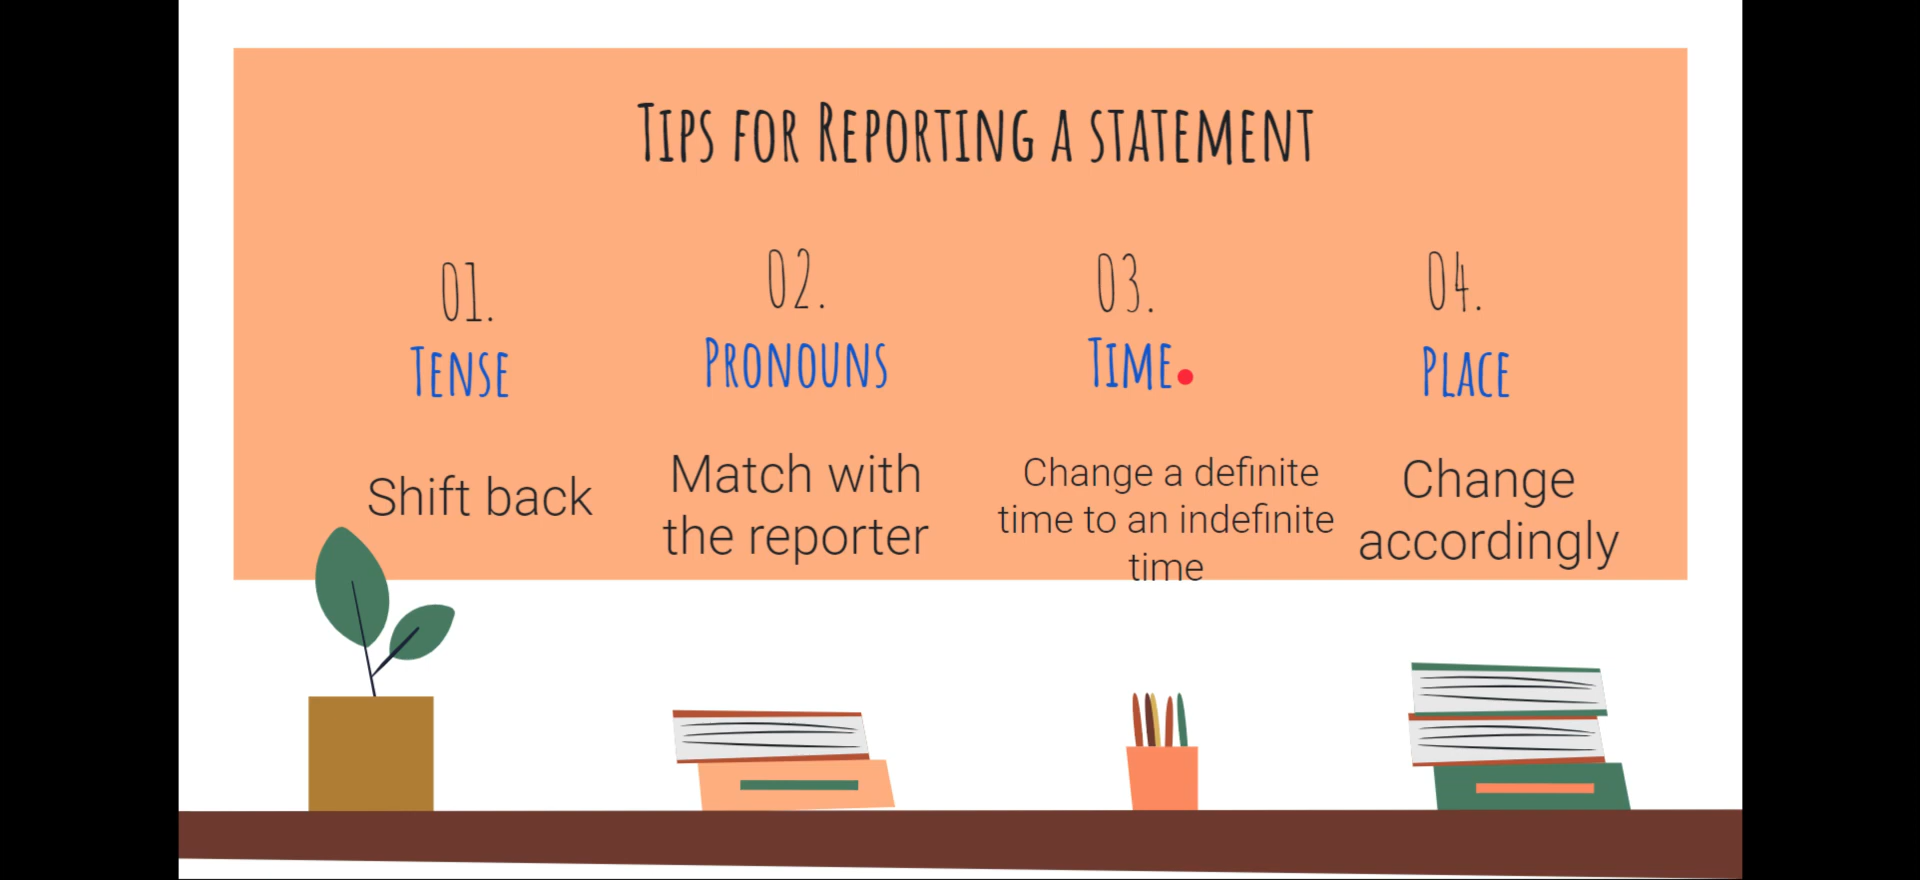 Tips for Reporting a statement
01.
Tense
Shift back
02.
Pronouns
Match with
the reporter
03.
Time
Change a definite
time to an indefinite
time
04.
Place
Change
accordingly